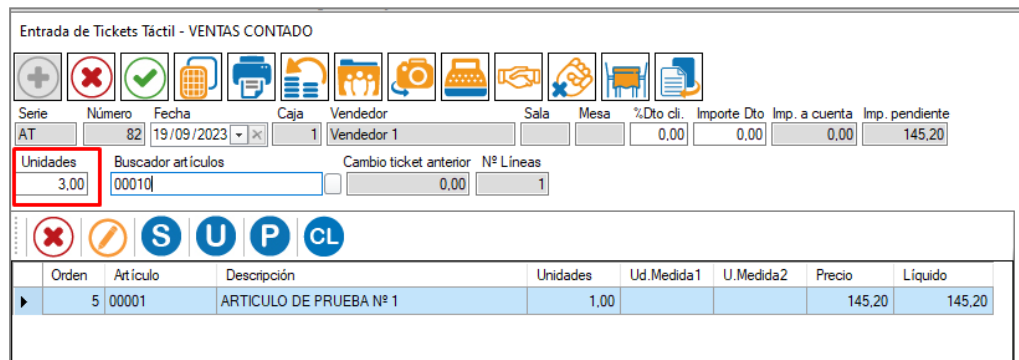 Entrada de Tickets Táctil - VENTAS CONTADO
Serie Número Fecha Caja Vendedor Sala Mesa %Dto cli. Importe Dto Imp. a cuenta Imp. pendiente
AT 82 19/09/2023 1 Vendedor 1 0,00 0,00 0,00 145,20
Unidades Buscador artículos Cambio ticket anterior Nº Líneas
3,00 00010 0,00 1
S U P CL
Orden Artículo Descripción Unidades Ud.Medida1 U.Medida2 Precio Líquido
5 00001 ARTICULO DE PRUEBA Nº 1 1,00 145,20 145,20